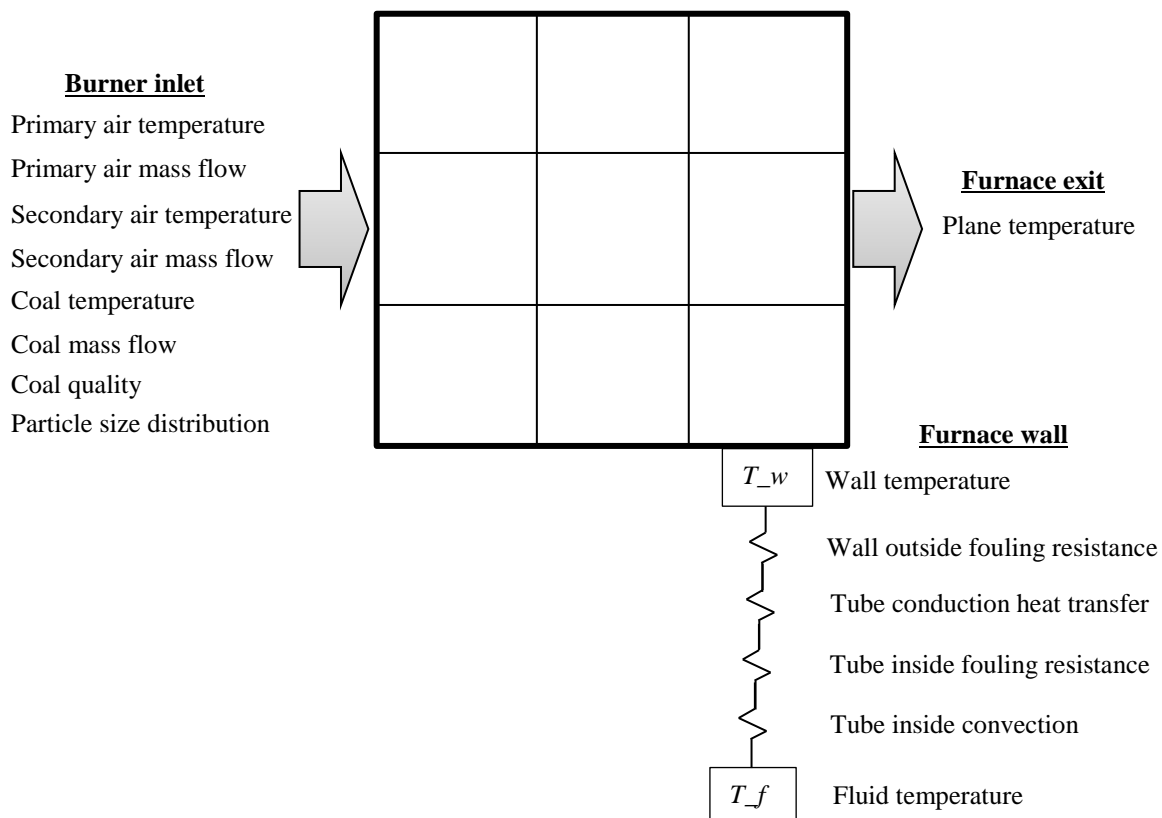 Burner inlet
Primary air temperature
Primary air mass flow
Secondary air temperature
Secondary air mass flow
Coal temperature
Coal mass flow
Coal quality
Particle size distribution
Furnace exit
Plane temperature
Furnace wall
T_w
Wall temperature
Wall outside fouling resistance
Tube conduction heat transfer
Tube inside fouling resistance
Tube inside convection
T_f
Fluid temperature